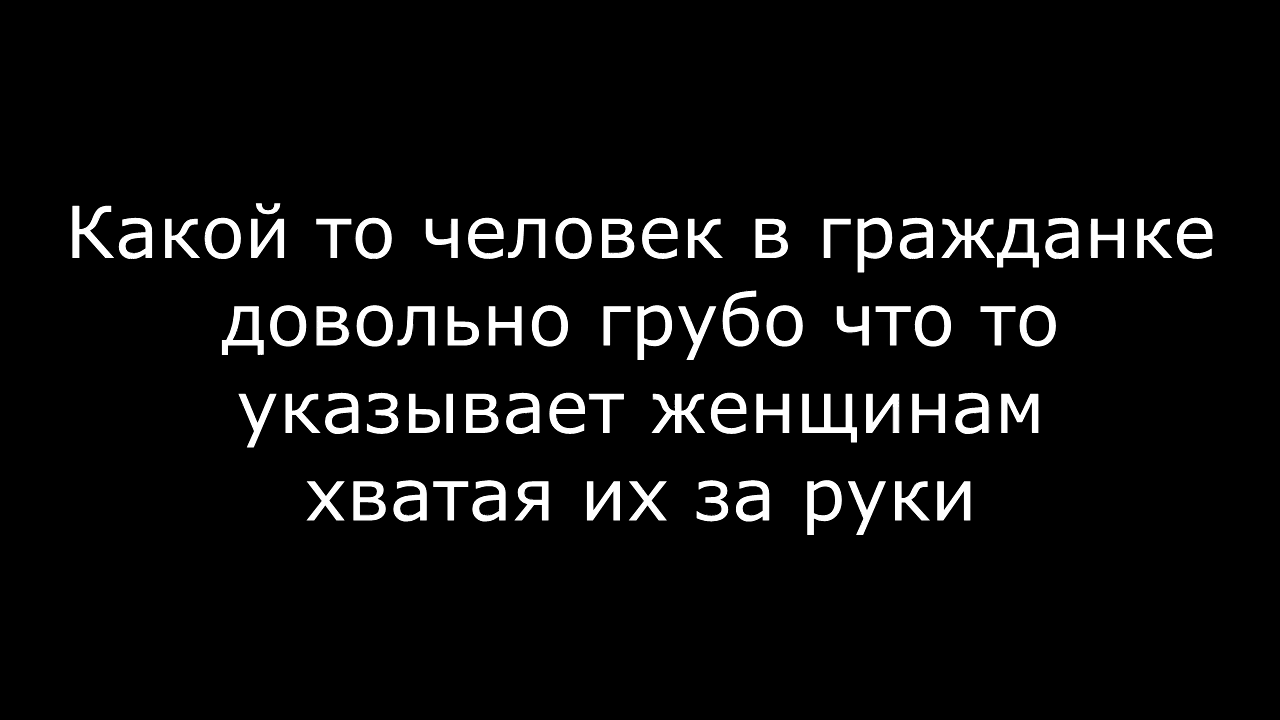 Какой то человек в гражданке
довольно грубо что то
указывает женщинам
хватая их за руки